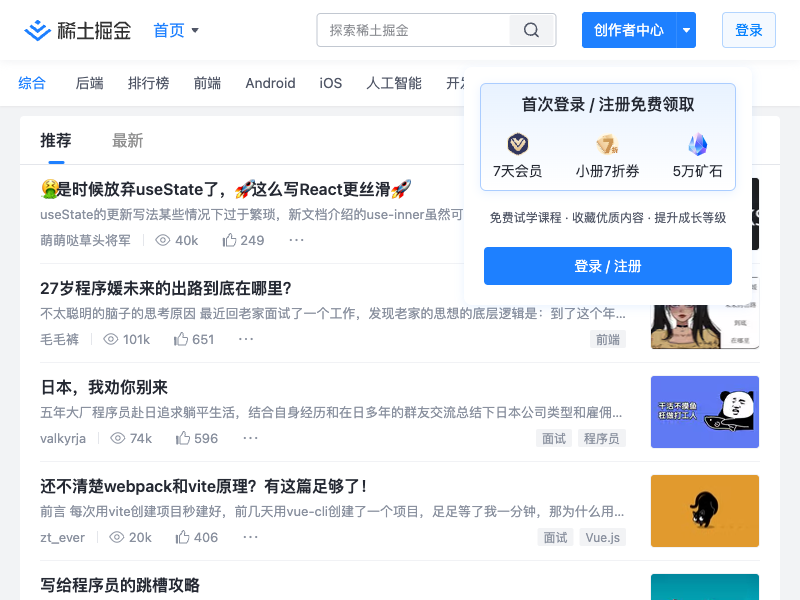 稀土掘金
首页
探索稀土掘金
创作者中心
登录
综合 后端 排行榜 前端 Android iOS 人工智能
首次登录 / 注册免费领取
7天会员 小册7折券 5万矿石
免费试学课程 · 收藏优质内容 · 提升成长等级
登录 / 注册
推荐 最新
🤮是时候放弃useState了，🚀这么写React更丝滑🚀
useState的更新写法某些情况下过于繁琐，新文档介绍的use-inner虽然可
萌萌哒草头将军 40k 249 ···
27岁程序媛未来的出路到底在哪里？
不太聪明的脑子的思考原因 最近回老家面试了一个工作，发现老家的思想的底层逻辑是：到了这个年...
毛毛裤 101k 651 ···
前端
日本，我劝你别来
五年大厂程序员赴日追求躺平生活，结合自身经历和在日多年的群友交流总结下日本公司类型和雇佣...
valkyrja 74k 596 ···
面试 程序员
干活不摸鱼
枉做打工人
还不清楚webpack和vite原理？有这篇足够了！
前言 每次用vite创建项目秒建好，前几天用vue-cli创建了一个项目，足足等了我一分钟，那为什么用...
zt_ever 20k 406 ···
面试 Vue.js
写给程序员的跳槽攻略